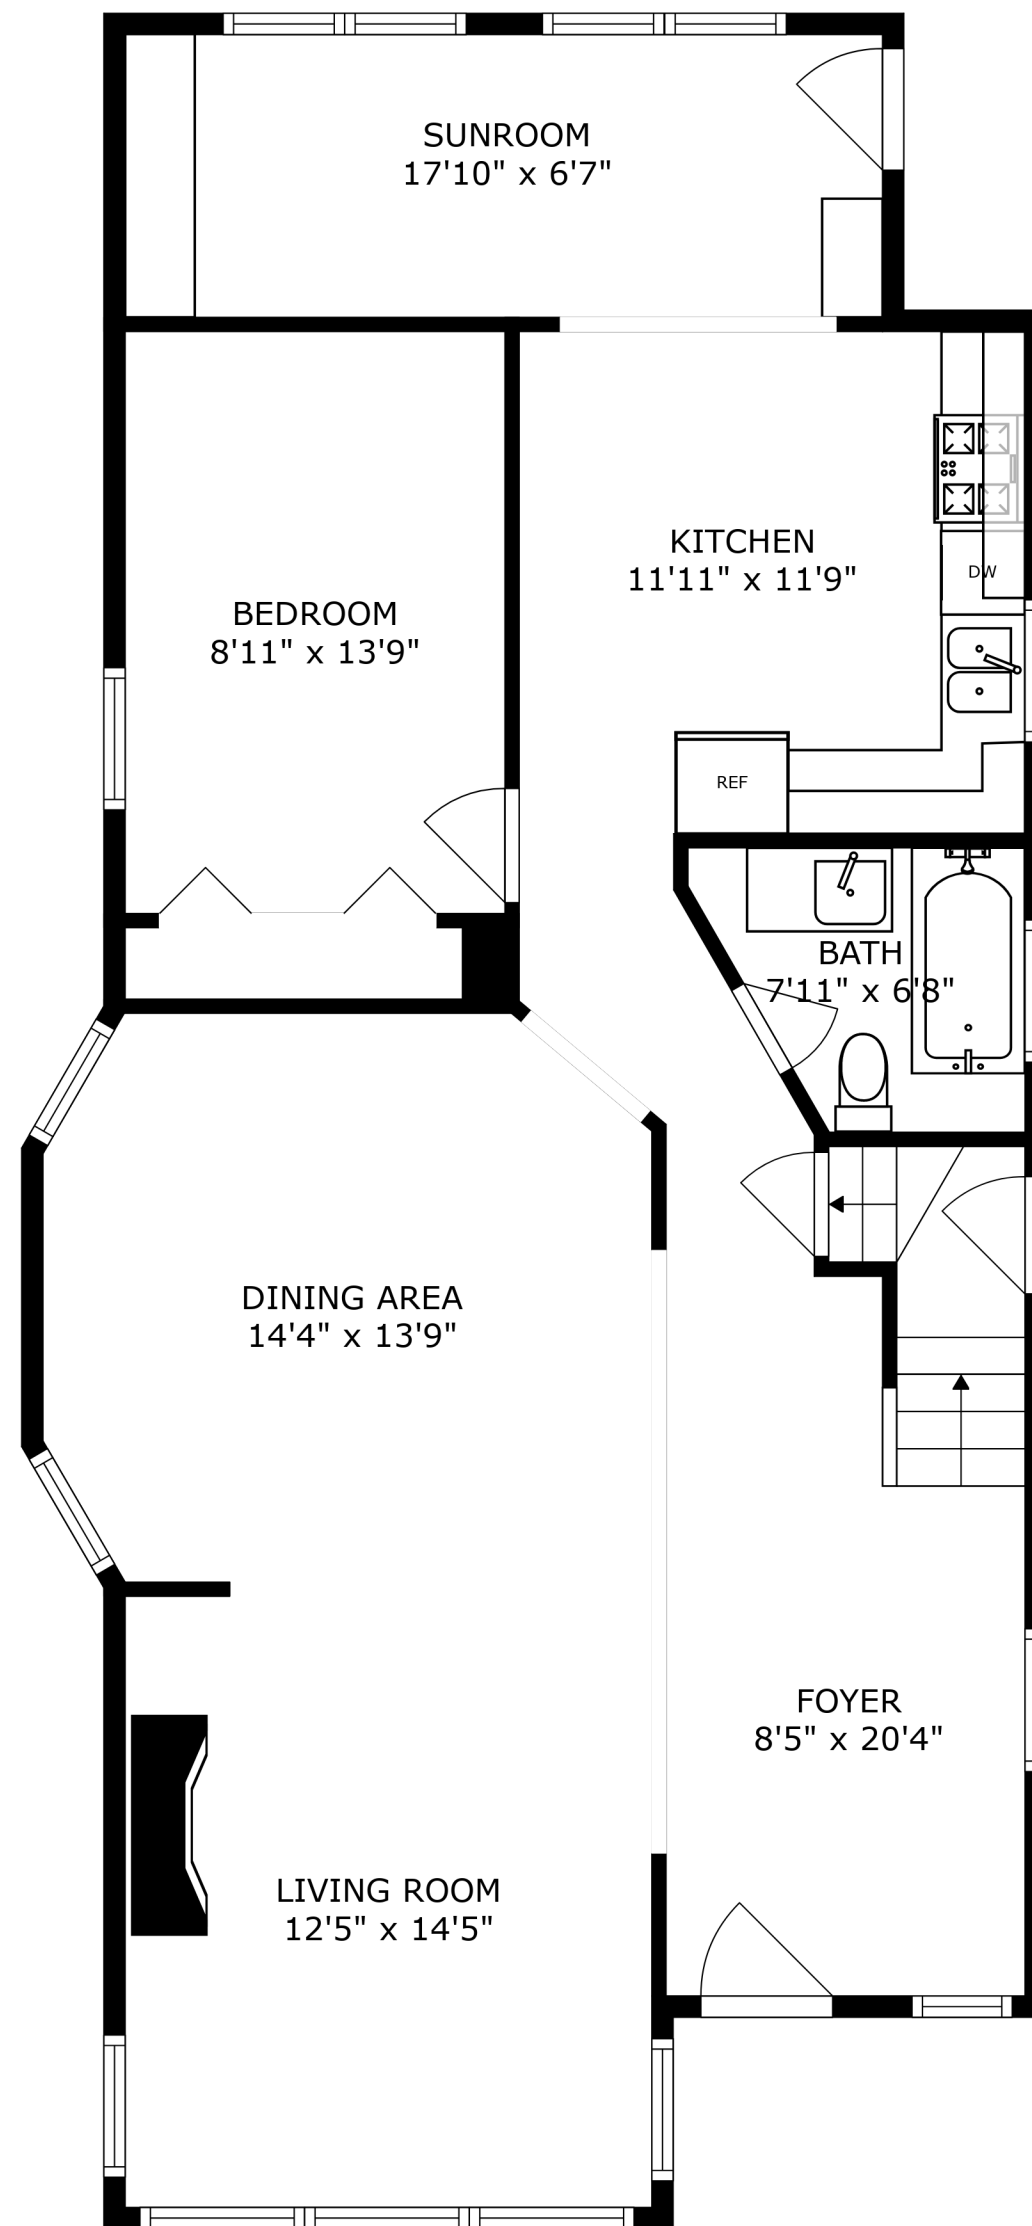 SUNROOM
17'10" x 6'7"
KITCHEN
11'11" x 11'9"
DW
BEDROOM
8'11" x 13'9"
REF
BATH
7'11" x 6'8"
DINING AREA
14'4" x 13'9"
FOYER
8'5" x 20'4"
LIVING ROOM
12'5" x 14'5"